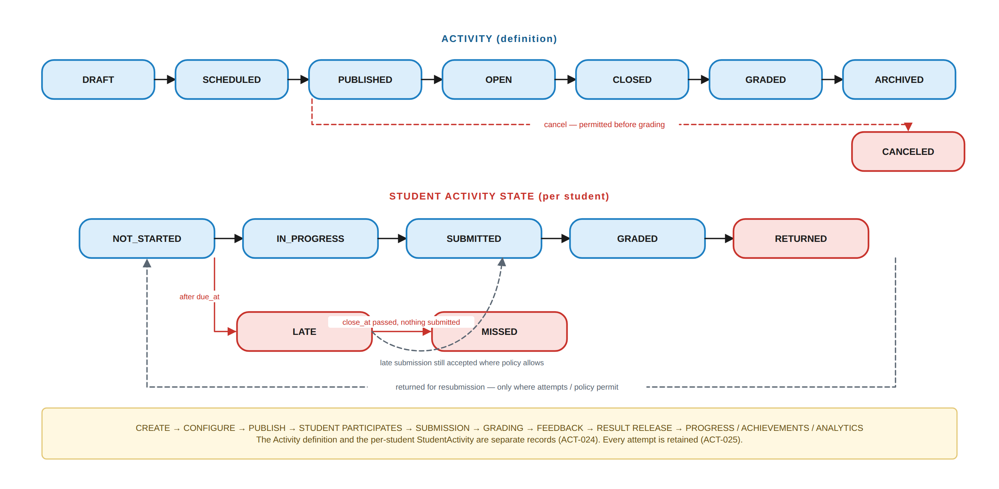 ACTIVITY (definition)
DRAFT
SCHEDULED
PUBLISHED
OPEN
CLOSED
GRADED
ARCHIVED
cancel — permitted before grading
CANCELED
STUDENT ACTIVITY STATE (per student)
NOT_STARTED
IN_PROGRESS
SUBMITTED
GRADED
RETURNED
after due_at
close_at passed, nothing submitted
LATE
MISSED
late submission still accepted where policy allows
returned for resubmission — only where attempts / policy permit
CREATE → CONFIGURE → PUBLISH → STUDENT PARTICIPATES → SUBMISSION → GRADING → FEEDBACK → RESULT RELEASE → PROGRESS / ACHIEVEMENTS / ANALYTICS
The Activity definition and the per-student StudentActivity are separate records (ACT-024). Every attempt is retained (ACT-025).